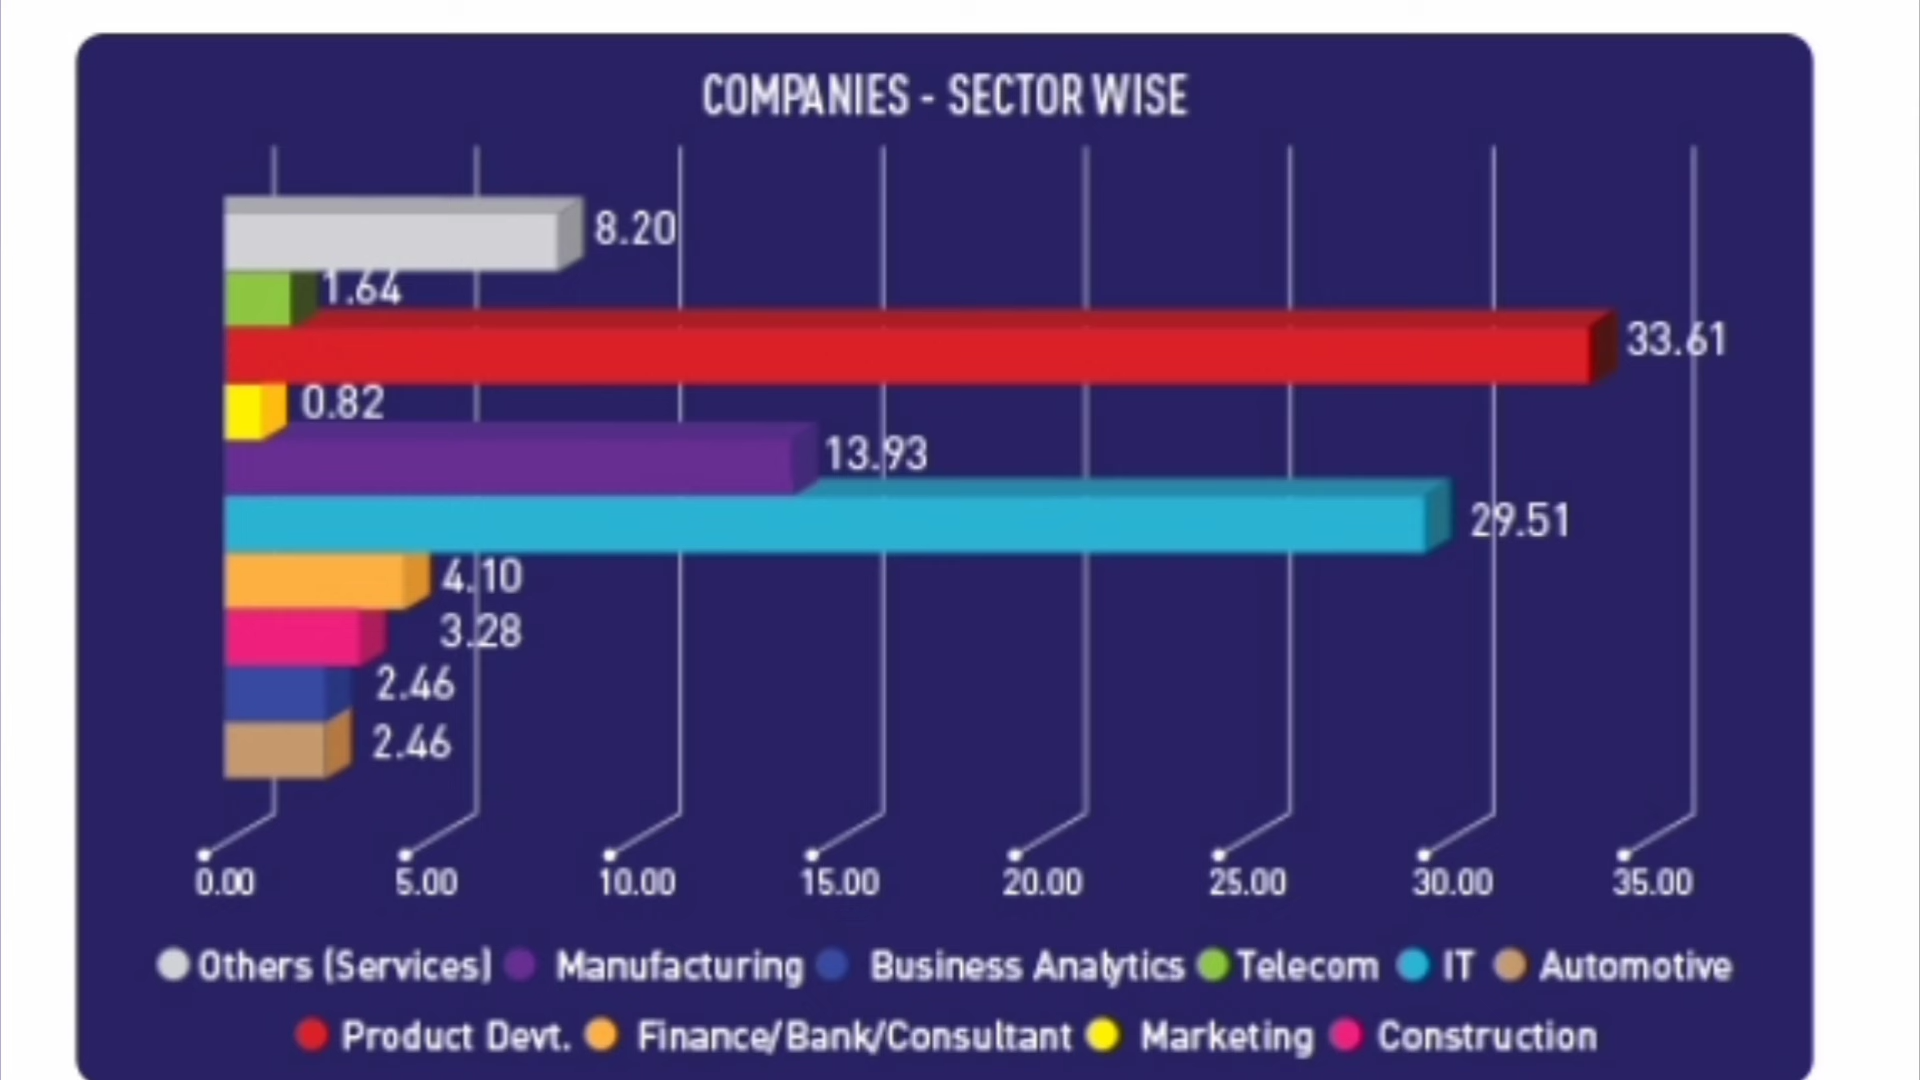 COMPANIES - SECTOR WISE
8.20
1.64
33.61
0.82
13.93
29.51
4.10
3.28
2.46
2.46
0.00 5.00 10.00 15.00 20.00 25.00 30.00 35.00
Others (Services) Manufacturing Business Analytics Telecom IT Automotive
Product Devt. Finance/Bank/Consultant Marketing Construction